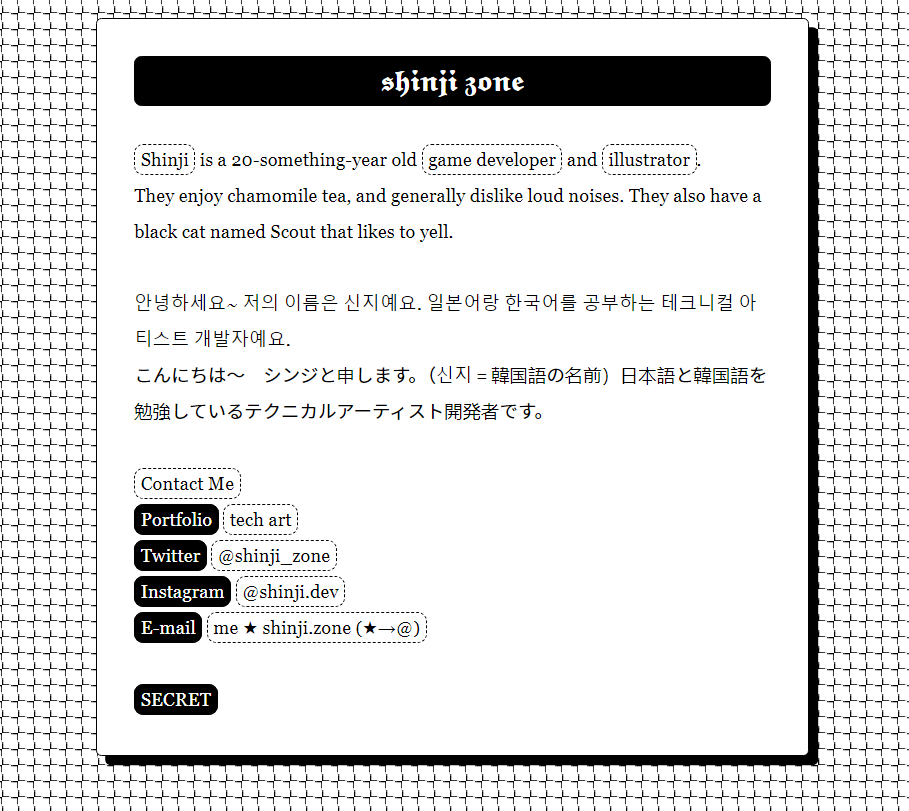 shinji zone
Shinji is a 20-something-year old game developer and illustrator.
They enjoy chamomile tea, and generally dislike loud noises. They also have a
black cat named Scout that likes to yell.
안녕하세요~ 저의 이름은 신지예요. 일본어랑 한국어를 공부하는 테크니컬 아
티스트 개발자예요.
こんにちは〜　シンジと申します。（신지 = 韓国語の名前）日本語と韓国語を
勉強しているテクニカルアーティスト開発者です。
Contact Me
Portfolio tech art
Twitter @shinji_zone
Instagram @shinji.dev
E-mail me ★ shinji.zone (★→@)
SECRET